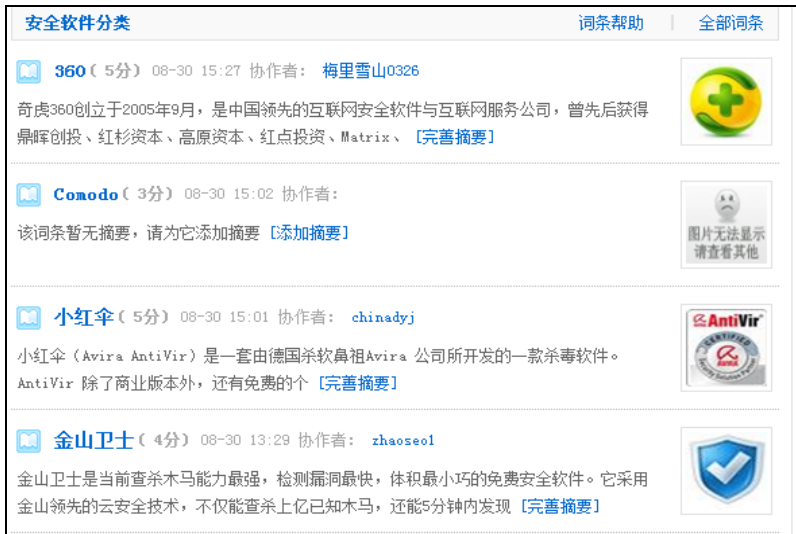 安全软件分类 词条帮助 | 全部词条
360( 5分) 08-30 15:27 协作者: 梅里雪山0326
奇虎360创立于2005年9月，是中国领先的互联网安全软件与互联网服务公司，曾先后获得
鼎晖创投、红杉资本、高原资本、红点投资、Matrix、 [完善摘要]
Comodo( 3分) 08-30 15:02 协作者:
该词条暂无摘要，请为它添加摘要 [添加摘要]
图片无法显示
请查看其他
小红伞( 5分) 08-30 15:01 协作者: chinadyj
小红伞（Avira AntiVir）是一套由德国杀软鼻祖Avira 公司所开发的一款杀毒软件。
AntiVir 除了商业版本外，还有免费的个 [完善摘要]
AntiVir
CERTIFIED
AVIRA
金山卫士( 4分) 08-30 13:29 协作者: zhaoseo1
金山卫士是当前查杀木马能力最强，检测漏洞最快，体积最小巧的免费安全软件。它采用
金山领先的云安全技术，不仅能查杀上亿已知木马，还能5分钟内发现 [完善摘要]